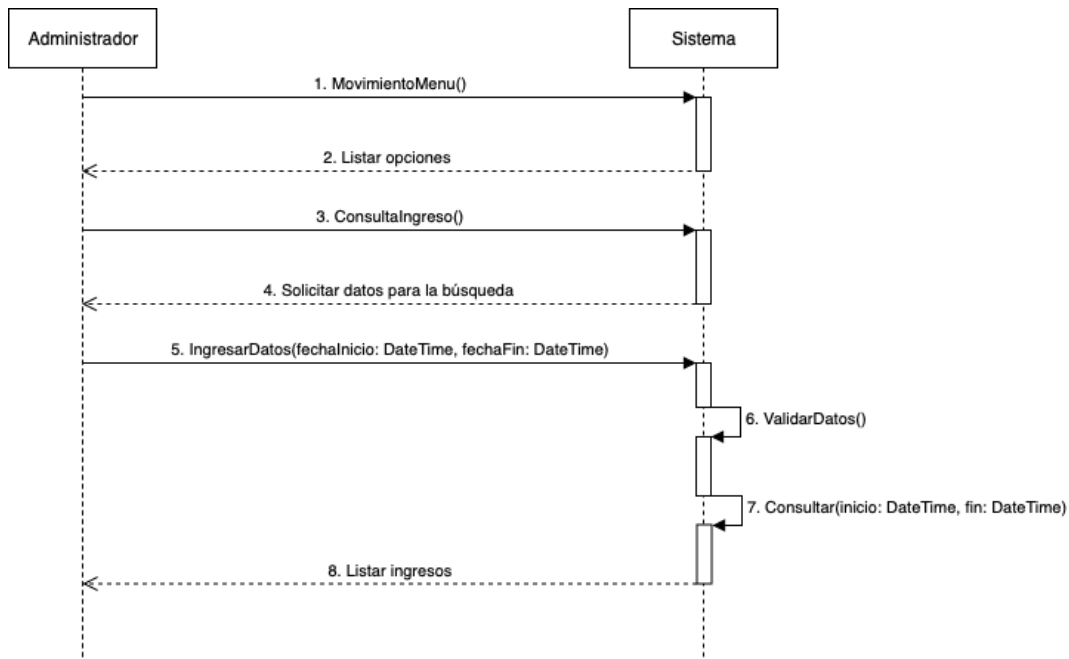 Administrador
Sistema
1. MovimientoMenu()
2. Listar opciones
3. ConsultaIngreso()
4. Solicitar datos para la búsqueda
5. IngresarDatos(fechaInicio: DateTime, fechaFin: DateTime)
6. ValidarDatos()
7. Consultar(inicio: DateTime, fin: DateTime)
8. Listar ingresos